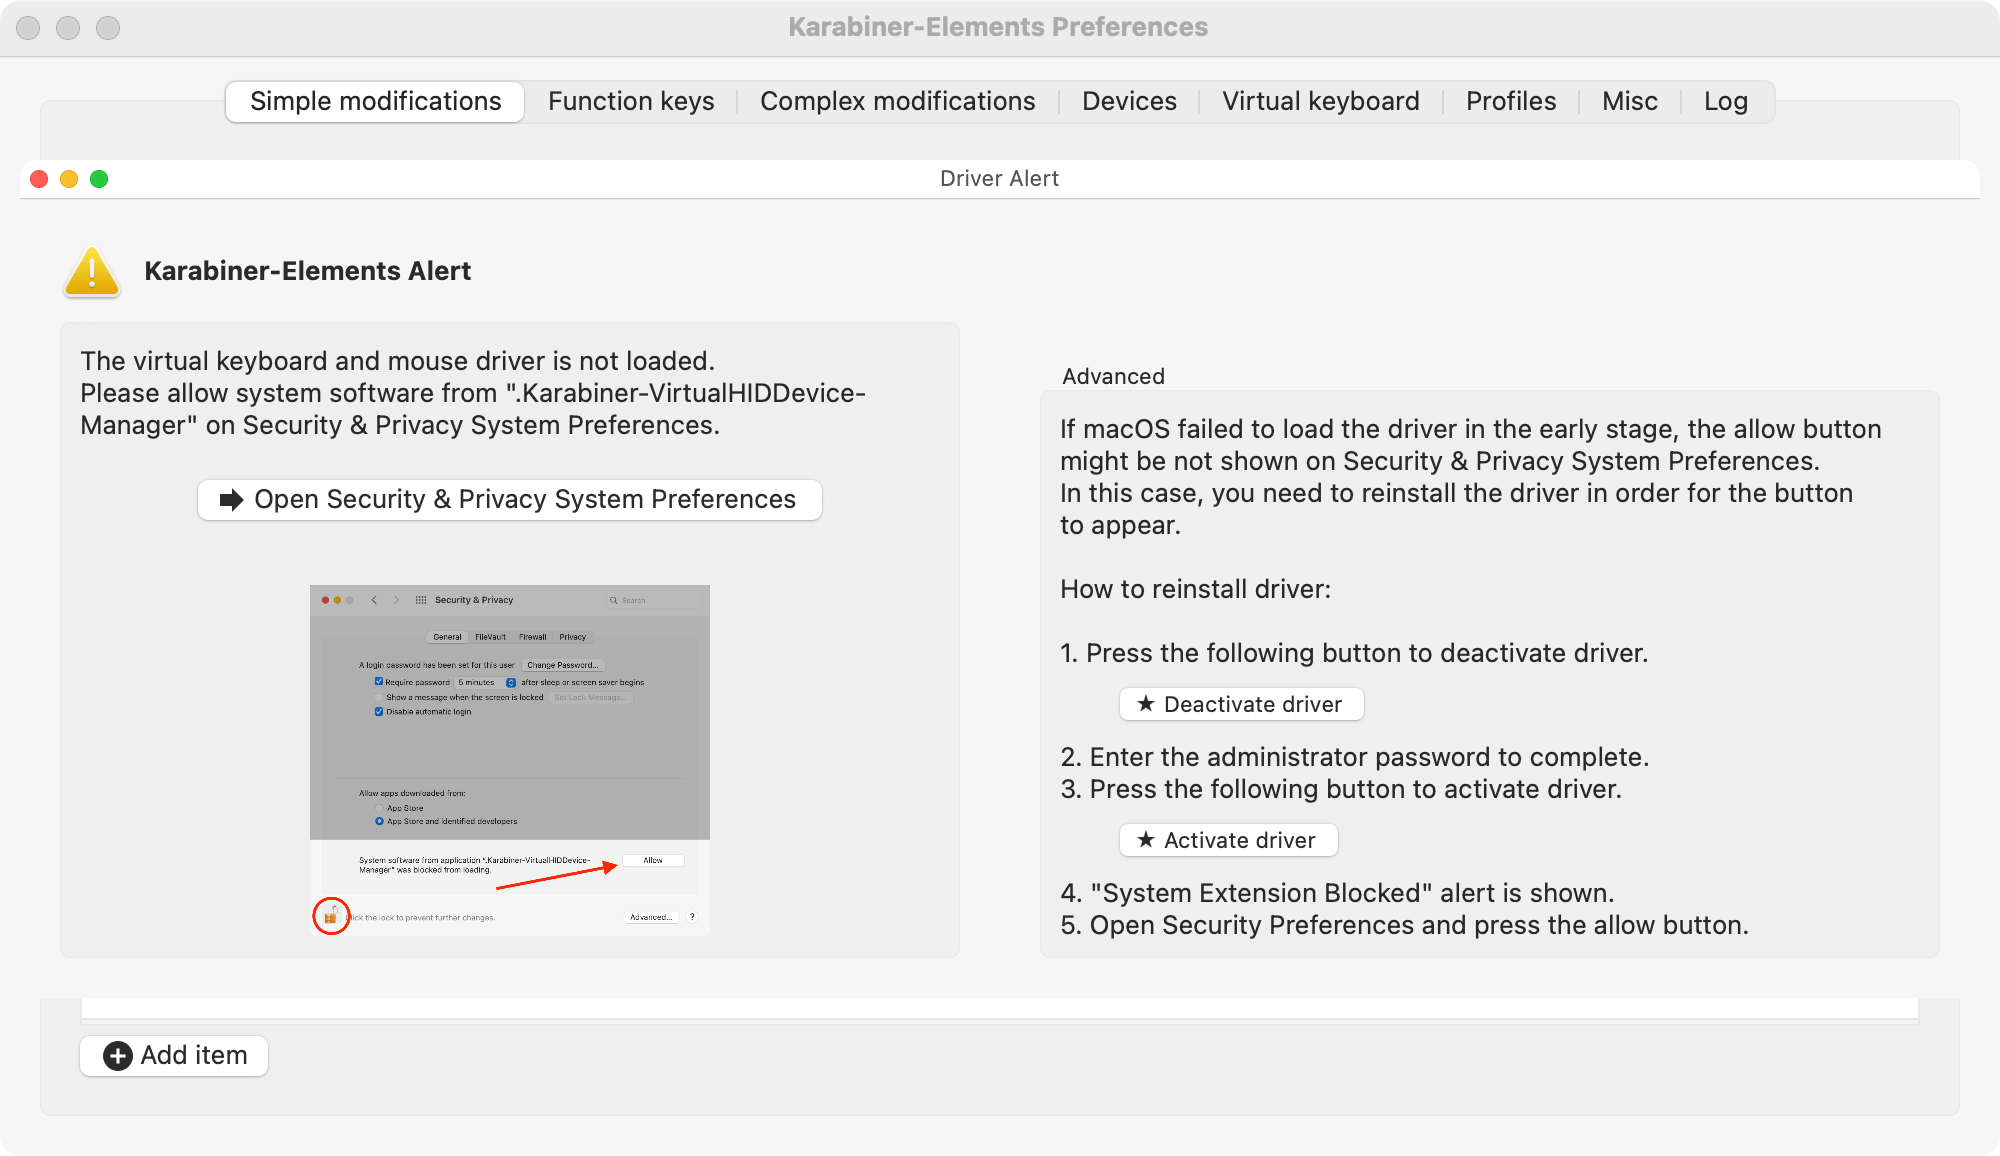 Karabiner-Elements Preferences
Simple modifications
Function keys
Complex modifications
Devices
Virtual keyboard
Profiles
Misc
Log
Driver Alert
Karabiner-Elements Alert
The virtual keyboard and mouse driver is not loaded.
Please allow system software from ".Karabiner-VirtualHIDDevice-
Manager" on Security & Privacy System Preferences.
Open Security & Privacy System Preferences
Security & Privacy
Search
General
FileVault
Firewall
Privacy
A login password has been set for this user
Change Password...
Require password
5 minutes
after sleep or screen saver begins
Show a message when the screen is locked
Set Lock Message...
Disable automatic login
Allow apps downloaded from:
App Store
App Store and identified developers
System software from application ".Karabiner-VirtualHIDDevice-
Manager" was blocked from loading.
Allow
Click the lock to prevent further changes.
Advanced...
?
Advanced
If macOS failed to load the driver in the early stage, the allow button
might be not shown on Security & Privacy System Preferences.
In this case, you need to reinstall the driver in order for the button
to appear.
How to reinstall driver:
1. Press the following button to deactivate driver.
★ Deactivate driver
2. Enter the administrator password to complete.
3. Press the following button to activate driver.
★ Activate driver
4. "System Extension Blocked" alert is shown.
5. Open Security Preferences and press the allow button.
Add item